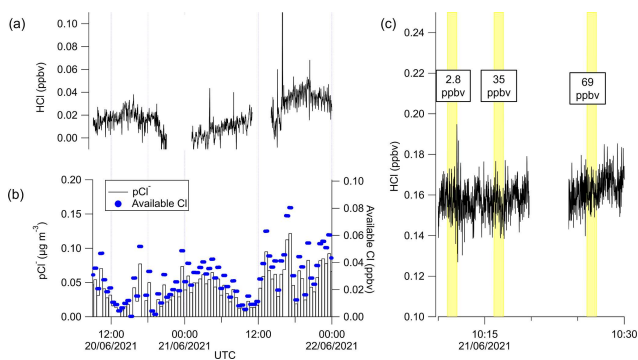 (a)
HCl (ppbv)
0.10
0.08
0.06
0.04
0.02
0.00
(b)
pCl⁻ (µg m⁻³)
0.20
0.15
0.10
0.05
0.00
pCl⁻
Available Cl
0.10
0.08
0.06
0.04
0.02
0.00
Available Cl (ppbv)
12:00
20/06/2021
00:00
21/06/2021
12:00
00:00
22/06/2021
UTC
(c)
HCl (ppbv)
0.24
0.22
0.20
0.18
0.16
0.14
0.12
0.10
2.8
ppbv
35
ppbv
69
ppbv
10:15
21/06/2021
10:30